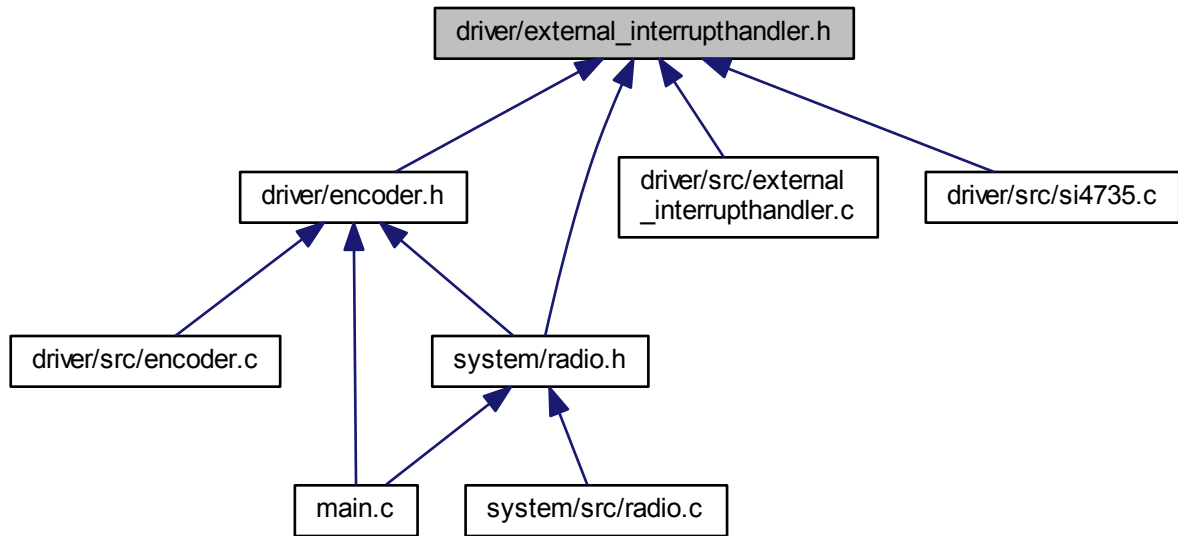 driver/external_interrupthandler.h
driver/encoder.h
driver/src/external
_interrupthandler.c
driver/src/si4735.c
driver/src/encoder.c
system/radio.h
main.c
system/src/radio.c